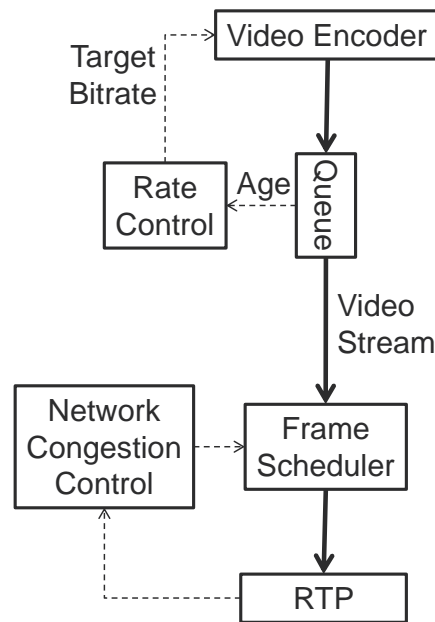 Video Encoder
Target
Bitrate
Rate
Control
Age
Queue
Video
Stream
Network
Congestion
Control
Frame
Scheduler
RTP